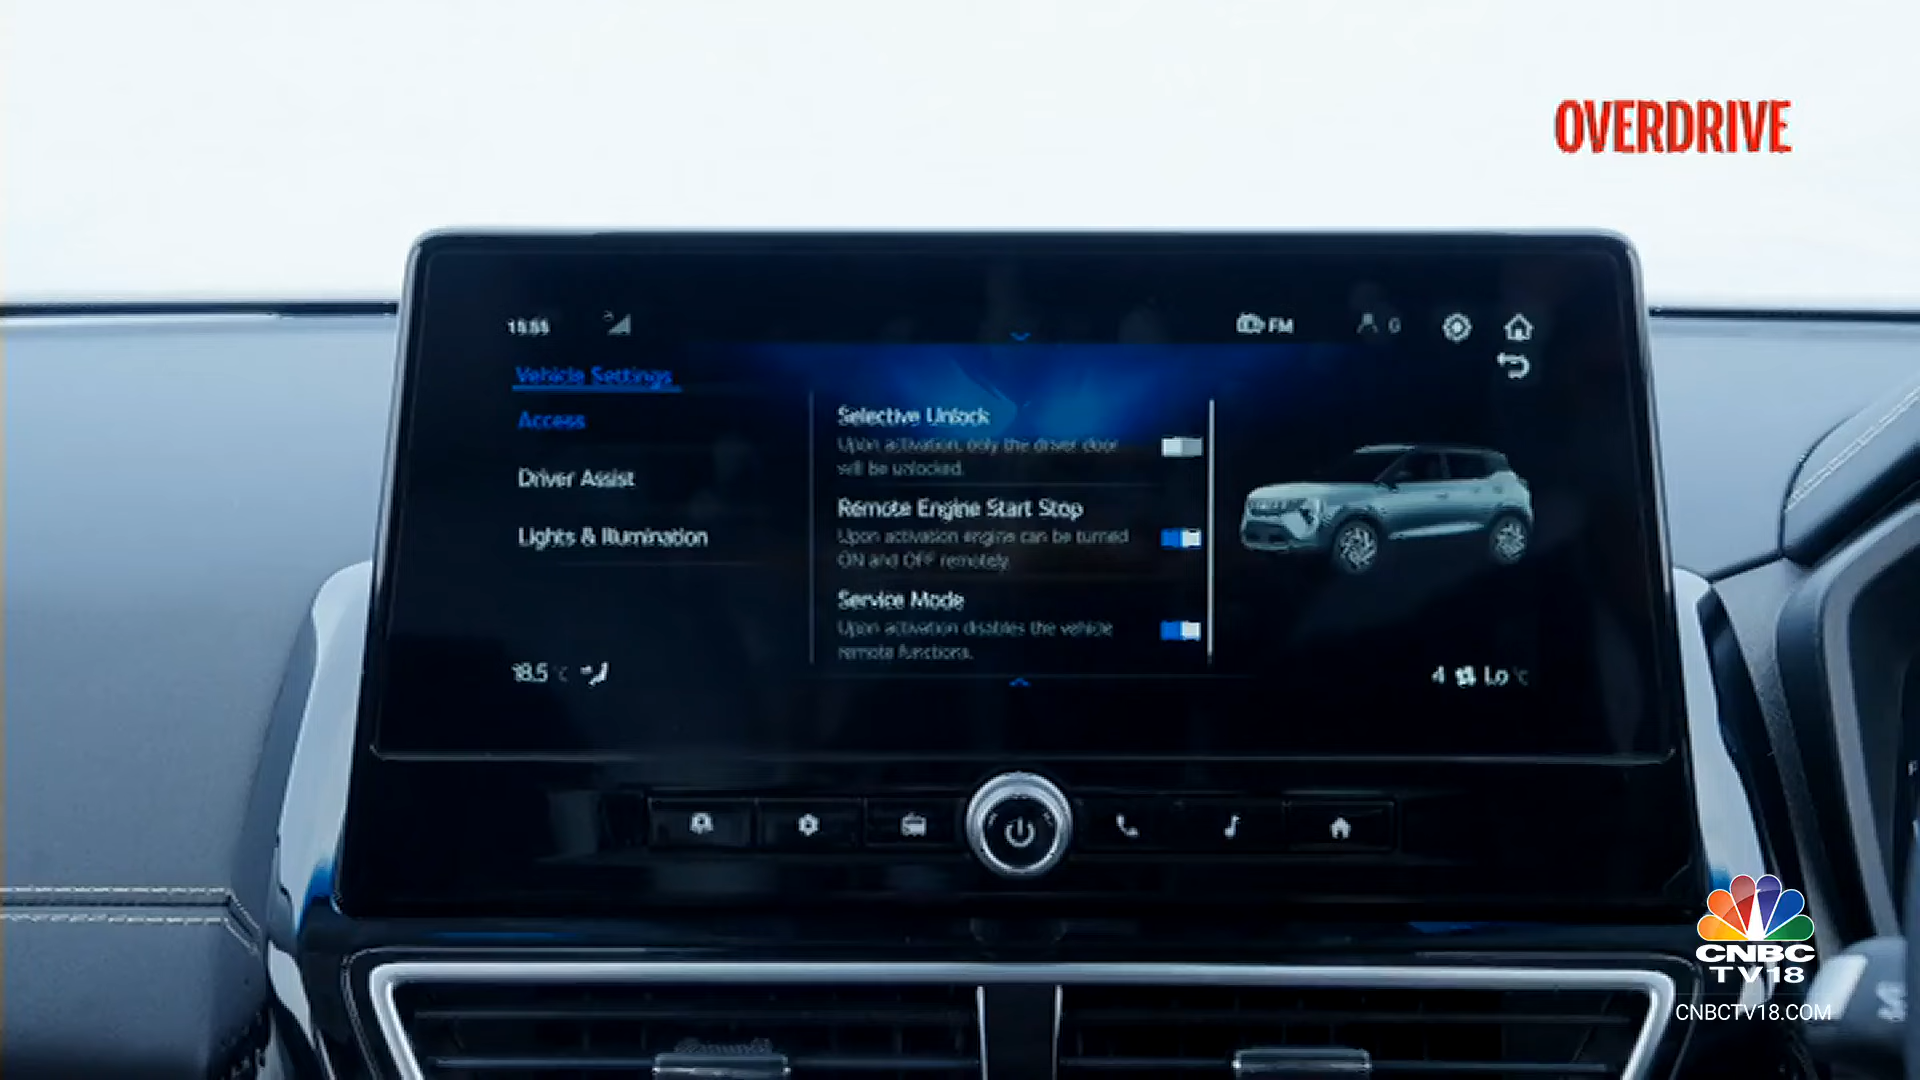 OVERDRIVE
FM
G
Vehicle Settings
Access
Driver Assist
Lights & Illumination
Selective Unlock
Upon activation, only the driver door
will be unlocked.
Remote Engine Start Stop
Upon activation engine can be turned
ON and OFF remotely.
Service Mode
Upon activation disables the vehicle
remote functions.
18.5 °C
4 Lo °C
CNBC
TV18
CNBCTV18.COM